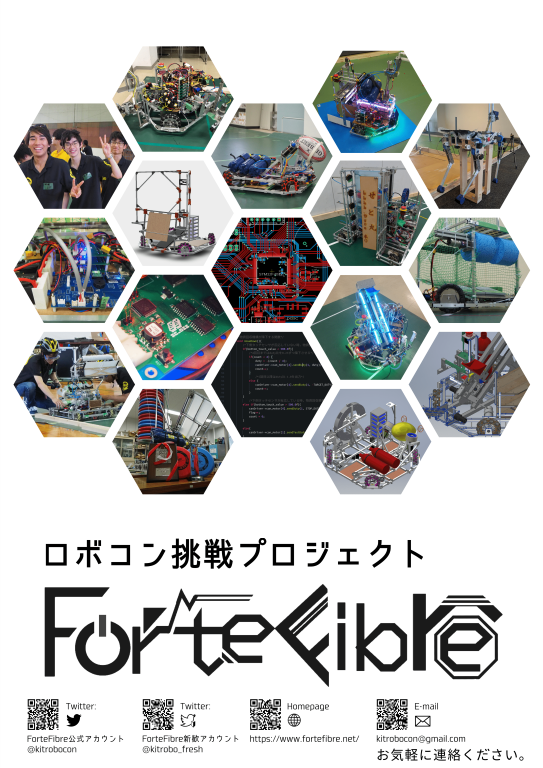 ロボコン挑戦プロジェクト
ForteFibre
Twitter:
ForteFibre公式アカウント
@kitrobocon
Twitter:
ForteFibre新歓アカウント
@kitrobo_fresh
Homepage
https://www.fortefibre.net/
E-mail
kitrobocon@gmail.com
お気軽に連絡ください。